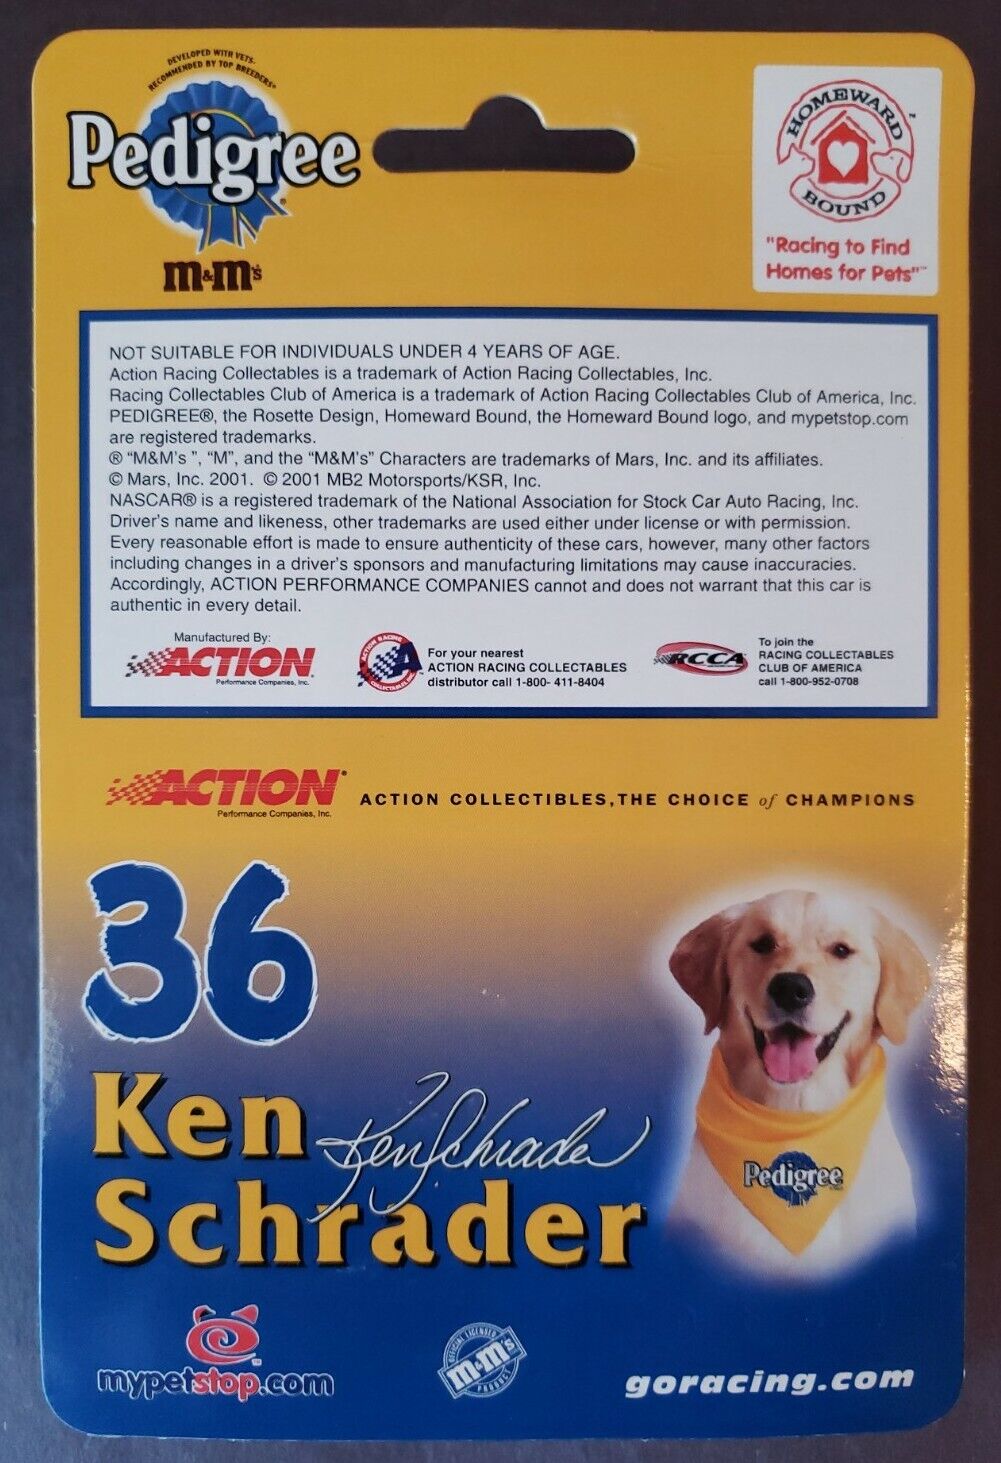 DEVELOPED WITH VETS.
RECOMMENDED BY TOP BREEDERS®
Pedigree®
m&m's
HOMEWARD
BOUND
"Racing to Find
Homes for Pets"™
NOT SUITABLE FOR INDIVIDUALS UNDER 4 YEARS OF AGE.
Action Racing Collectables is a trademark of Action Racing Collectables, Inc.
Racing Collectables Club of America is a trademark of Action Racing Collectables Club of America, Inc.
PEDIGREE®, the Rosette Design, Homeward Bound, the Homeward Bound logo, and mypetstop.com
are registered trademarks.
® “M&M's ”, “M”, and the “M&M's” Characters are trademarks of Mars, Inc. and its affiliates.
© Mars, Inc. 2001. © 2001 MB2 Motorsports/KSR, Inc.
NASCAR® is a registered trademark of the National Association for Stock Car Auto Racing, Inc.
Driver's name and likeness, other trademarks are used either under license or with permission.
Every reasonable effort is made to ensure authenticity of these cars, however, many other factors
including changes in a driver's sponsors and manufacturing limitations may cause inaccuracies.
Accordingly, ACTION PERFORMANCE COMPANIES cannot and does not warrant that this car is
authentic in every detail.
Manufactured By:
ACTION
Performance Companies, Inc.
ACTION RACING
A
COLLECTABLES, INC.
For your nearest
ACTION RACING COLLECTABLES
distributor call 1-800- 411-8404
RCCA
To join the
RACING COLLECTABLES
CLUB OF AMERICA
call 1-800-952-0708
ACTION
Performance Companies, Inc.
ACTION COLLECTIBLES,THE CHOICE of CHAMPIONS
36
Ken
Ken Schrader
Schrader
Pedigree
mypetstop.com
OFFICIAL LICENSED
m&m's
PRODUCT
goracing.com